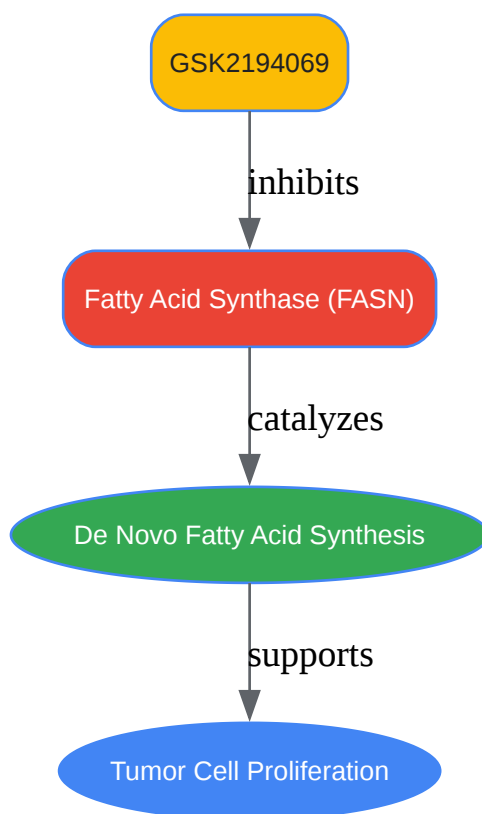 GSK2194069
inhibits
Fatty Acid Synthase (FASN)
catalyzes
De Novo Fatty Acid Synthesis
supports
Tumor Cell Proliferation